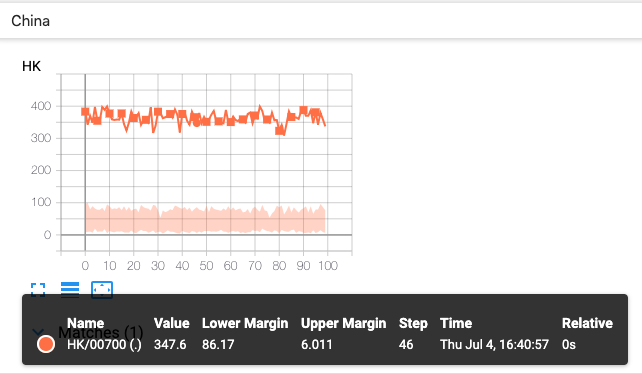 China
HK
400
300
200
100
0
0 10 20 30 40 50 60 70 80 90 100
Matches (1)
Name Value Lower Margin Upper Margin Step Time Relative
HK/00700 (.) 347.6 86.17 6.011 46 Thu Jul 4, 16:40:57 0s